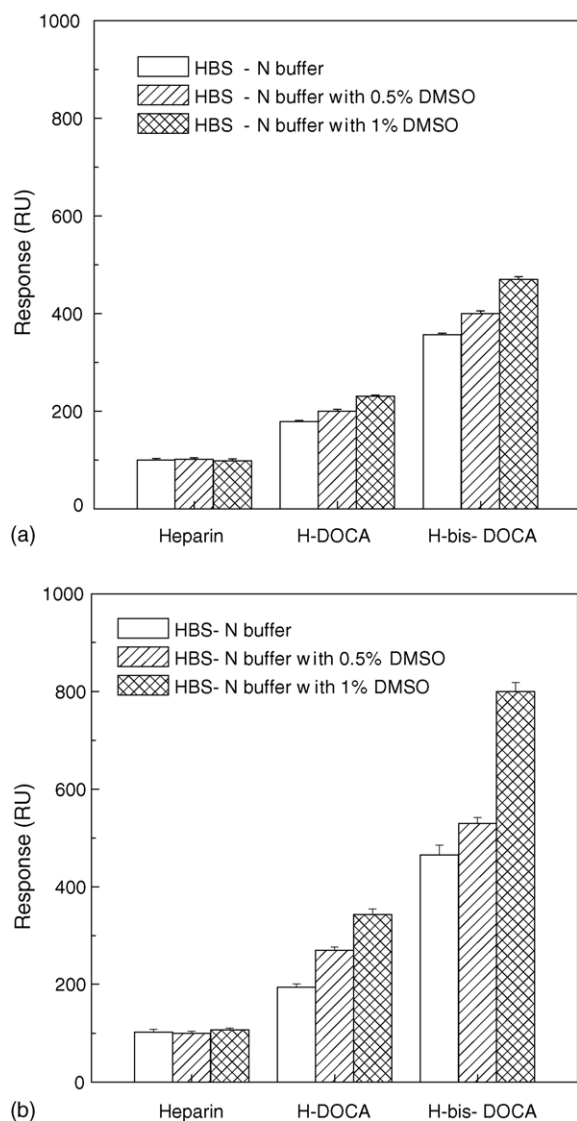 1000
HBS - N buffer
HBS - N buffer with 0.5% DMSO
800
HBS - N buffer with 1% DMSO
Response (RU)
600
400
200
0
(a)
Heparin H-DOCA H-bis- DOCA
1000
HBS- N buffer
HBS- N buffer with 0.5% DMSO
HBS- N buffer with 1% DMSO
800
Response (RU)
600
400
200
0
(b)
Heparin H-DOCA H-bis- DOCA